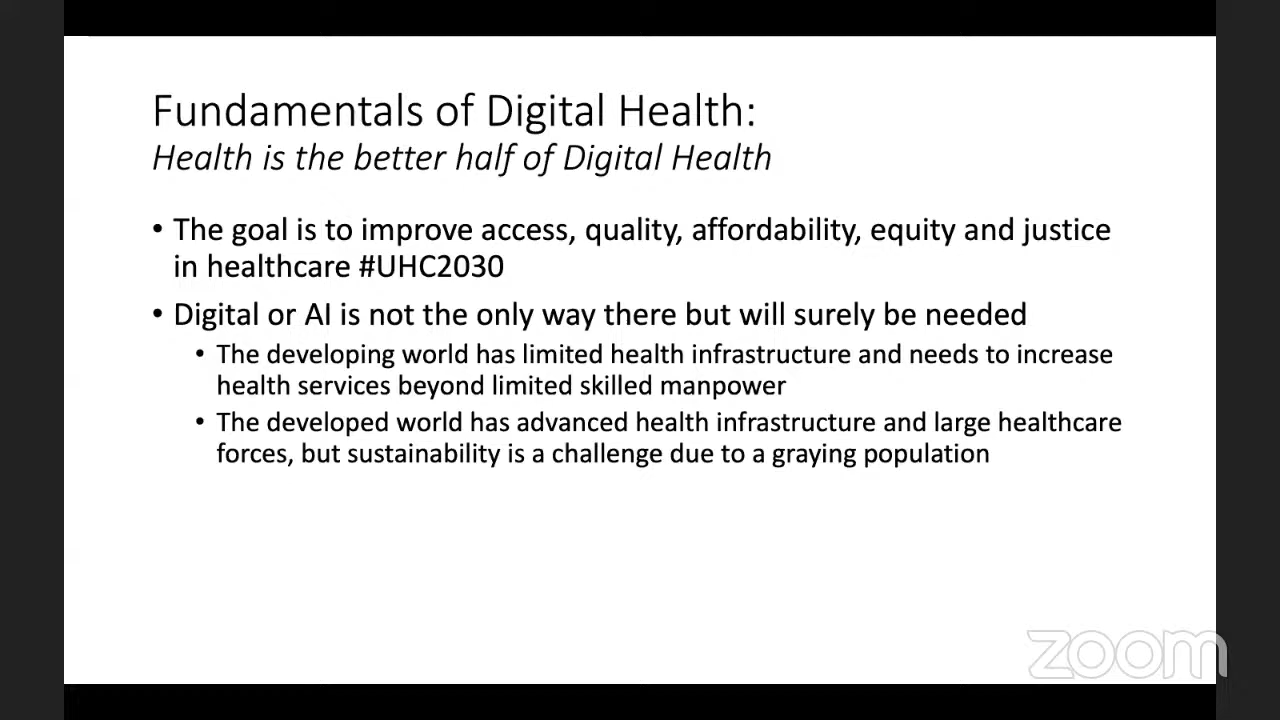 Fundamentals of Digital Health:
Health is the better half of Digital Health
• The goal is to improve access, quality, affordability, equity and justice
in healthcare #UHC2030
• Digital or AI is not the only way there but will surely be needed
• The developing world has limited health infrastructure and needs to increase
health services beyond limited skilled manpower
• The developed world has advanced health infrastructure and large healthcare
forces, but sustainability is a challenge due to a graying population
zoom